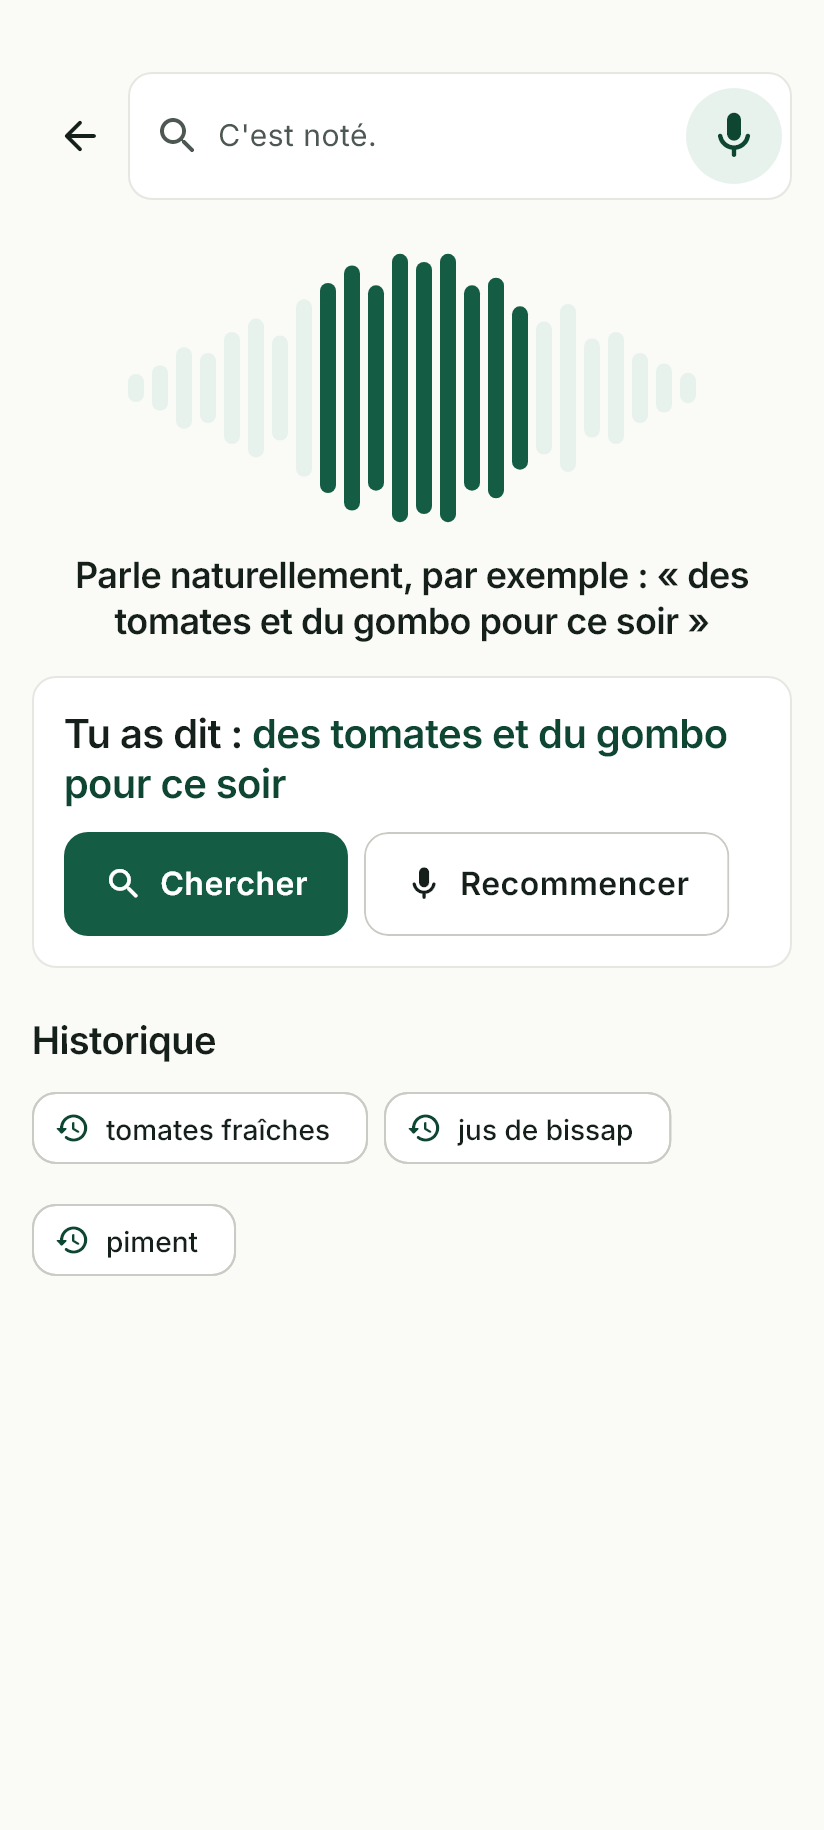 C'est noté.
Parle naturellement, par exemple : « des
tomates et du gombo pour ce soir »
Tu as dit : des tomates et du gombo
pour ce soir
Chercher
Recommencer
Historique
tomates fraîches
jus de bissap
piment